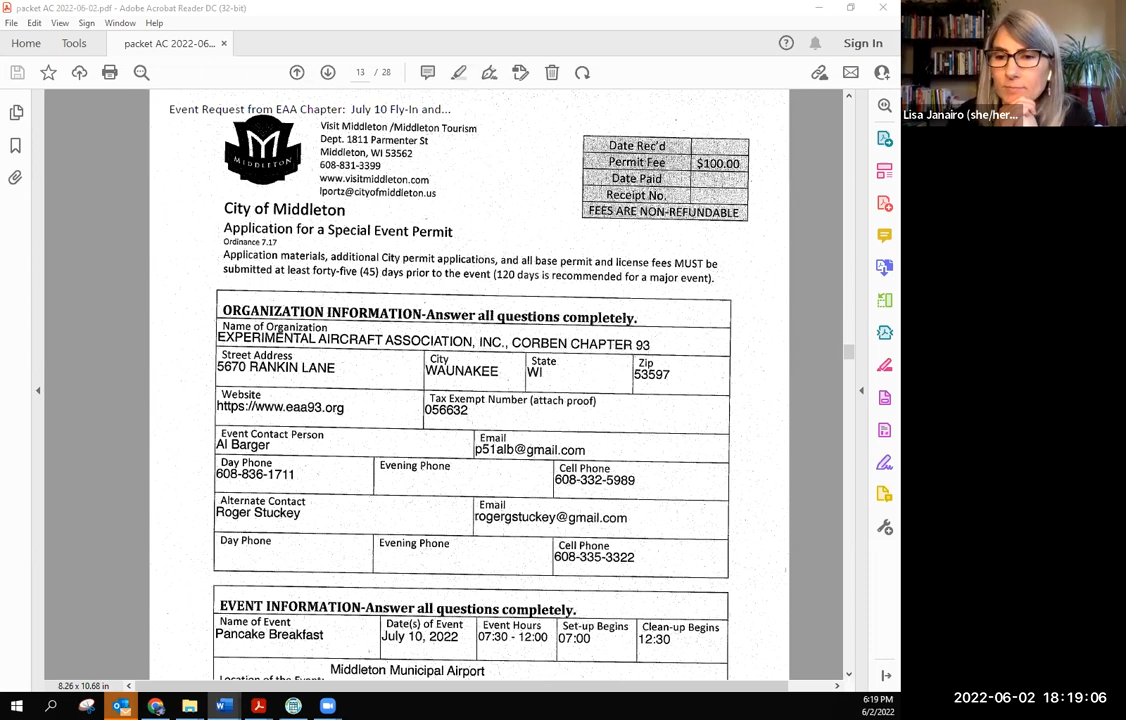 packet AC 2022-06-02.pdf - Adobe Acrobat Reader DC (32-bit)
File Edit View Sign Window Help
Home Tools packet AC 2022-06... ×
Sign In
13 / 28
Event Request from EAA Chapter: July 10 Fly-In and...
MIDDLETON
Visit Middleton /Middleton Tourism
Dept. 1811 Parmenter St
Middleton, WI 53562
608-831-3399
www.visitmiddleton.com
lportz@cityofmiddleton.us
Date Rec'd
Permit Fee $100.00
Date Paid
Receipt No.
FEES ARE NON-REFUNDABLE
City of Middleton
Application for a Special Event Permit
Ordinance 7.17
Application materials, additional City permit applications, and all base permit and license fees MUST be
submitted at least forty-five (45) days prior to the event (120 days is recommended for a major event).
ORGANIZATION INFORMATION-Answer all questions completely.
Name of Organization
EXPERIMENTAL AIRCRAFT ASSOCIATION, INC., CORBEN CHAPTER 93
Street Address City State Zip
5670 RANKIN LANE WAUNAKEE WI 53597
Website Tax Exempt Number (attach proof)
https://www.eaa93.org 056632
Event Contact Person Email
Al Barger p51alb@gmail.com
Day Phone Evening Phone Cell Phone
608-836-1711 608-332-5989
Alternate Contact Email
Roger Stuckey rogergstuckey@gmail.com
Day Phone Evening Phone Cell Phone
608-335-3322
EVENT INFORMATION-Answer all questions completely.
Name of Event Date(s) of Event Event Hours Set-up Begins Clean-up Begins
Pancake Breakfast July 10, 2022 07:30 - 12:00 07:00 12:30
Middleton Municipal Airport
Location of the Event:
8.26 x 10.68 in
6:19 PM
6/2/2022
Lisa Janairo (she/her...
2022-06-02 18:19:06